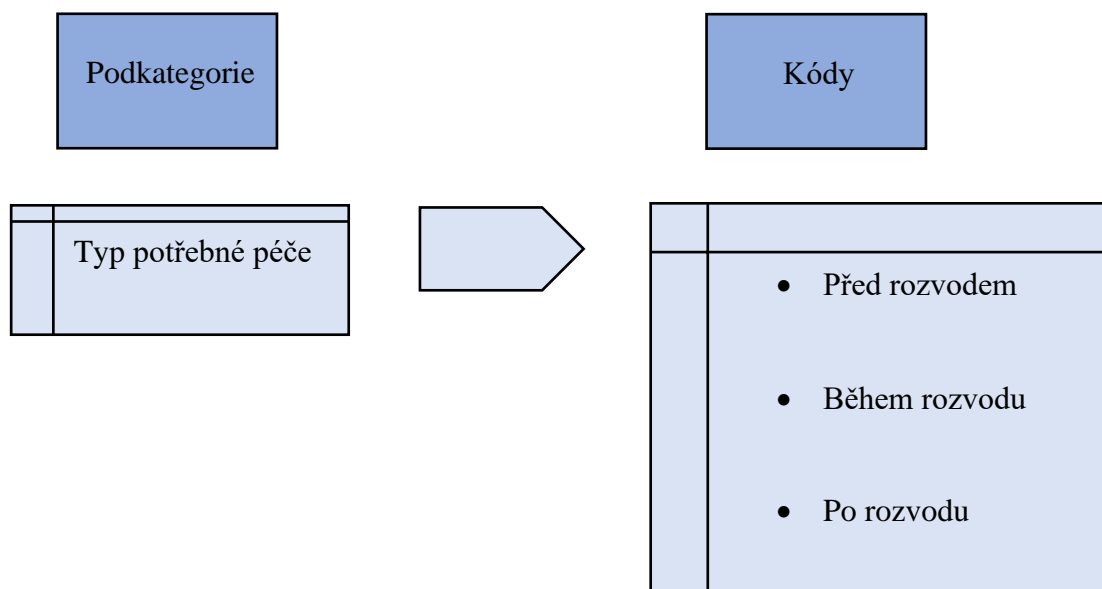 Podkategorie
Kódy
Typ potřebné péče
• Před rozvodem
• Během rozvodu
• Po rozvodu